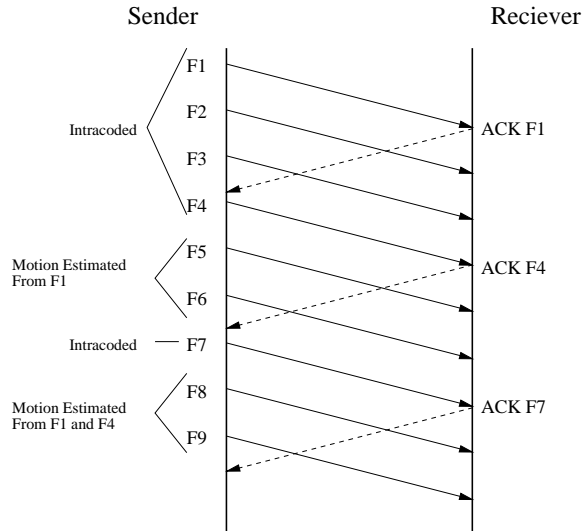 Sender
Reciever
F1
F2
Intracoded
ACK F1
F3
F4
F5
Motion Estimated
From F1
ACK F4
F6
Intracoded
F7
F8
Motion Estimated
From F1 and F4
ACK F7
F9